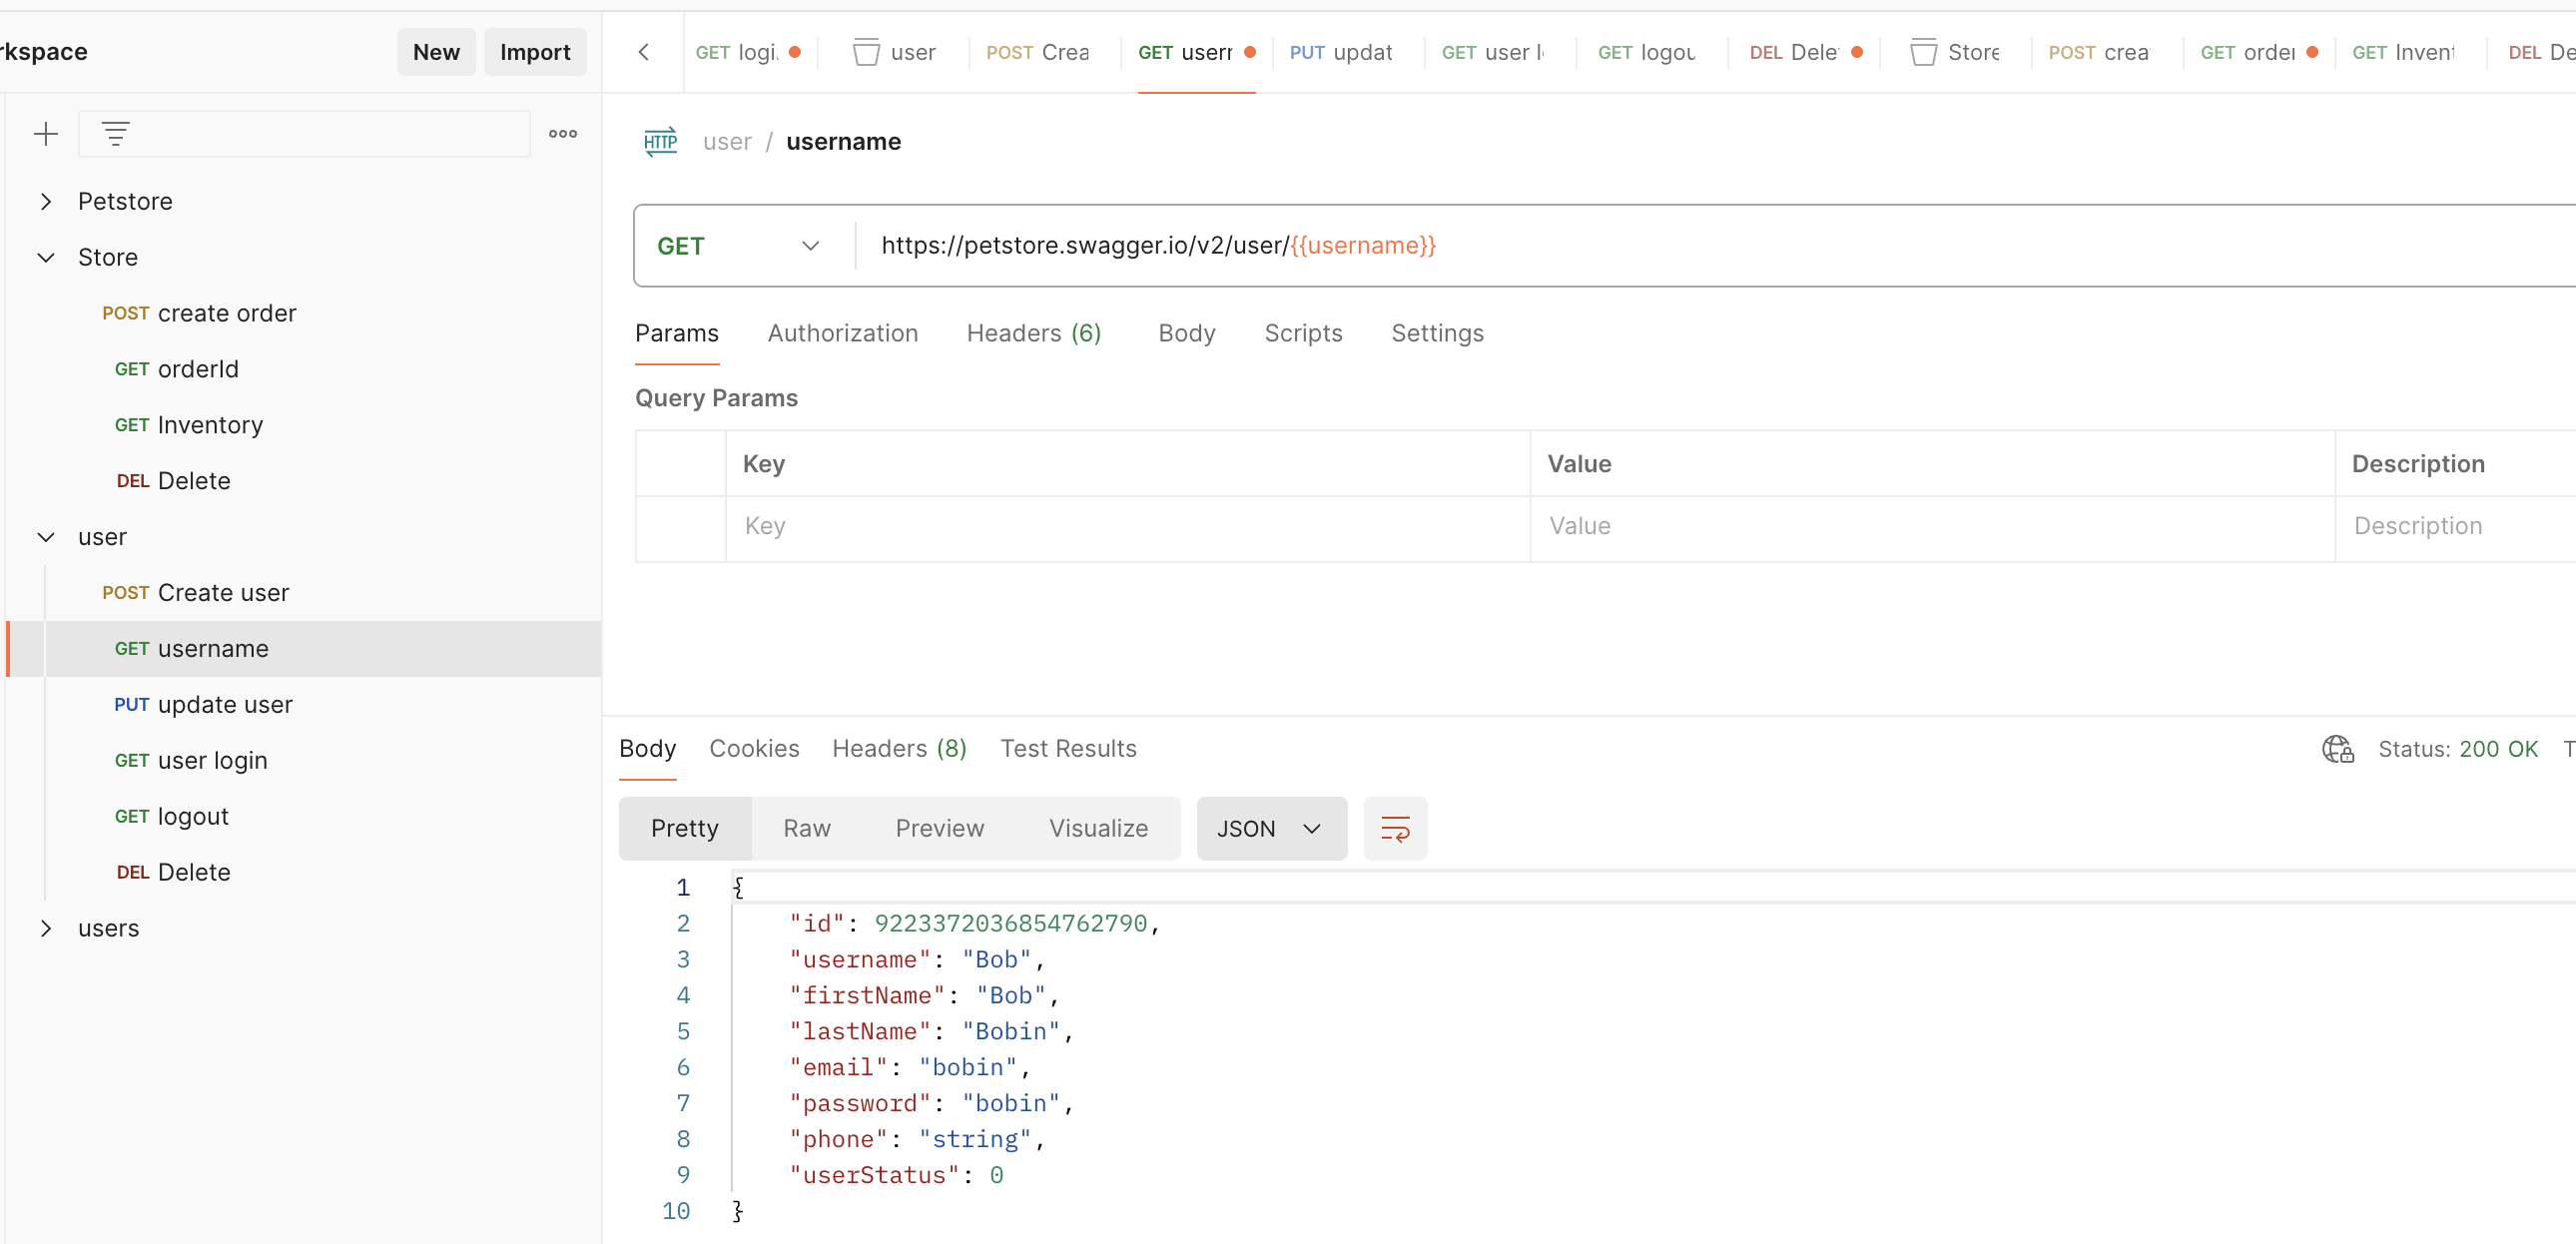 rkspace New Import GET logi. user POST Crea GET userr PUT updat GET user l GET logou DEL Dele Store POST crea GET order GET Invent DEL De
HTTP user / username
Petstore
Store
POST create order
GET orderId
GET Inventory
DEL Delete
user
POST Create user
GET username
PUT update user
GET user login
GET logout
DEL Delete
users
GET https://petstore.swagger.io/v2/user/{{username}}
Params Authorization Headers (6) Body Scripts Settings
Query Params
Key Value Description
Key Value Description
Body Cookies Headers (8) Test Results Status: 200 OK T
Pretty Raw Preview Visualize JSON
1 {
2 "id": 9223372036854762790,
3 "username": "Bob",
4 "firstName": "Bob",
5 "lastName": "Bobin",
6 "email": "bobin",
7 "password": "bobin",
8 "phone": "string",
9 "userStatus": 0
10 }